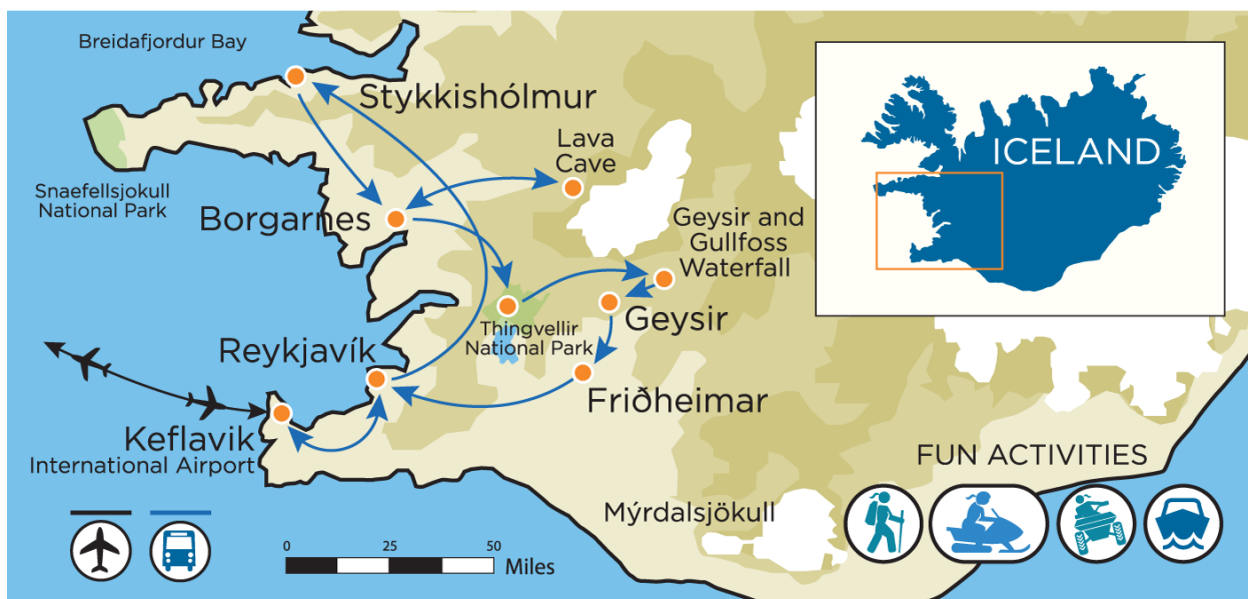 Breidafjordur Bay
Stykkishólmur
Lava
Cave
ICELAND
Snaefellsjokull
National Park
Borgarnes
Geysir and
Gullfoss
Waterfall
Geysir
Thingvellir
National Park
Reykjavík
Friðheimar
Keflavik
International Airport
FUN ACTIVITIES
Mýrdalsjökull
0 25 50
Miles